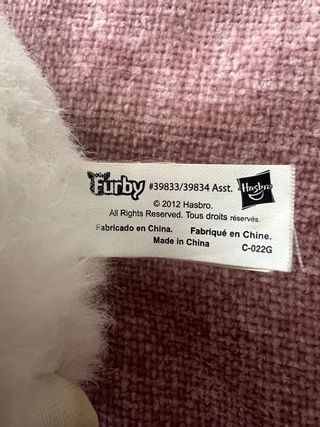 Furby #39833/39834 Asst. Hasbro
© 2012 Hasbro.
All Rights Reserved. Tous droits réservés.
Fabricado en China. Fabriqué en Chine.
Made in China C-022G